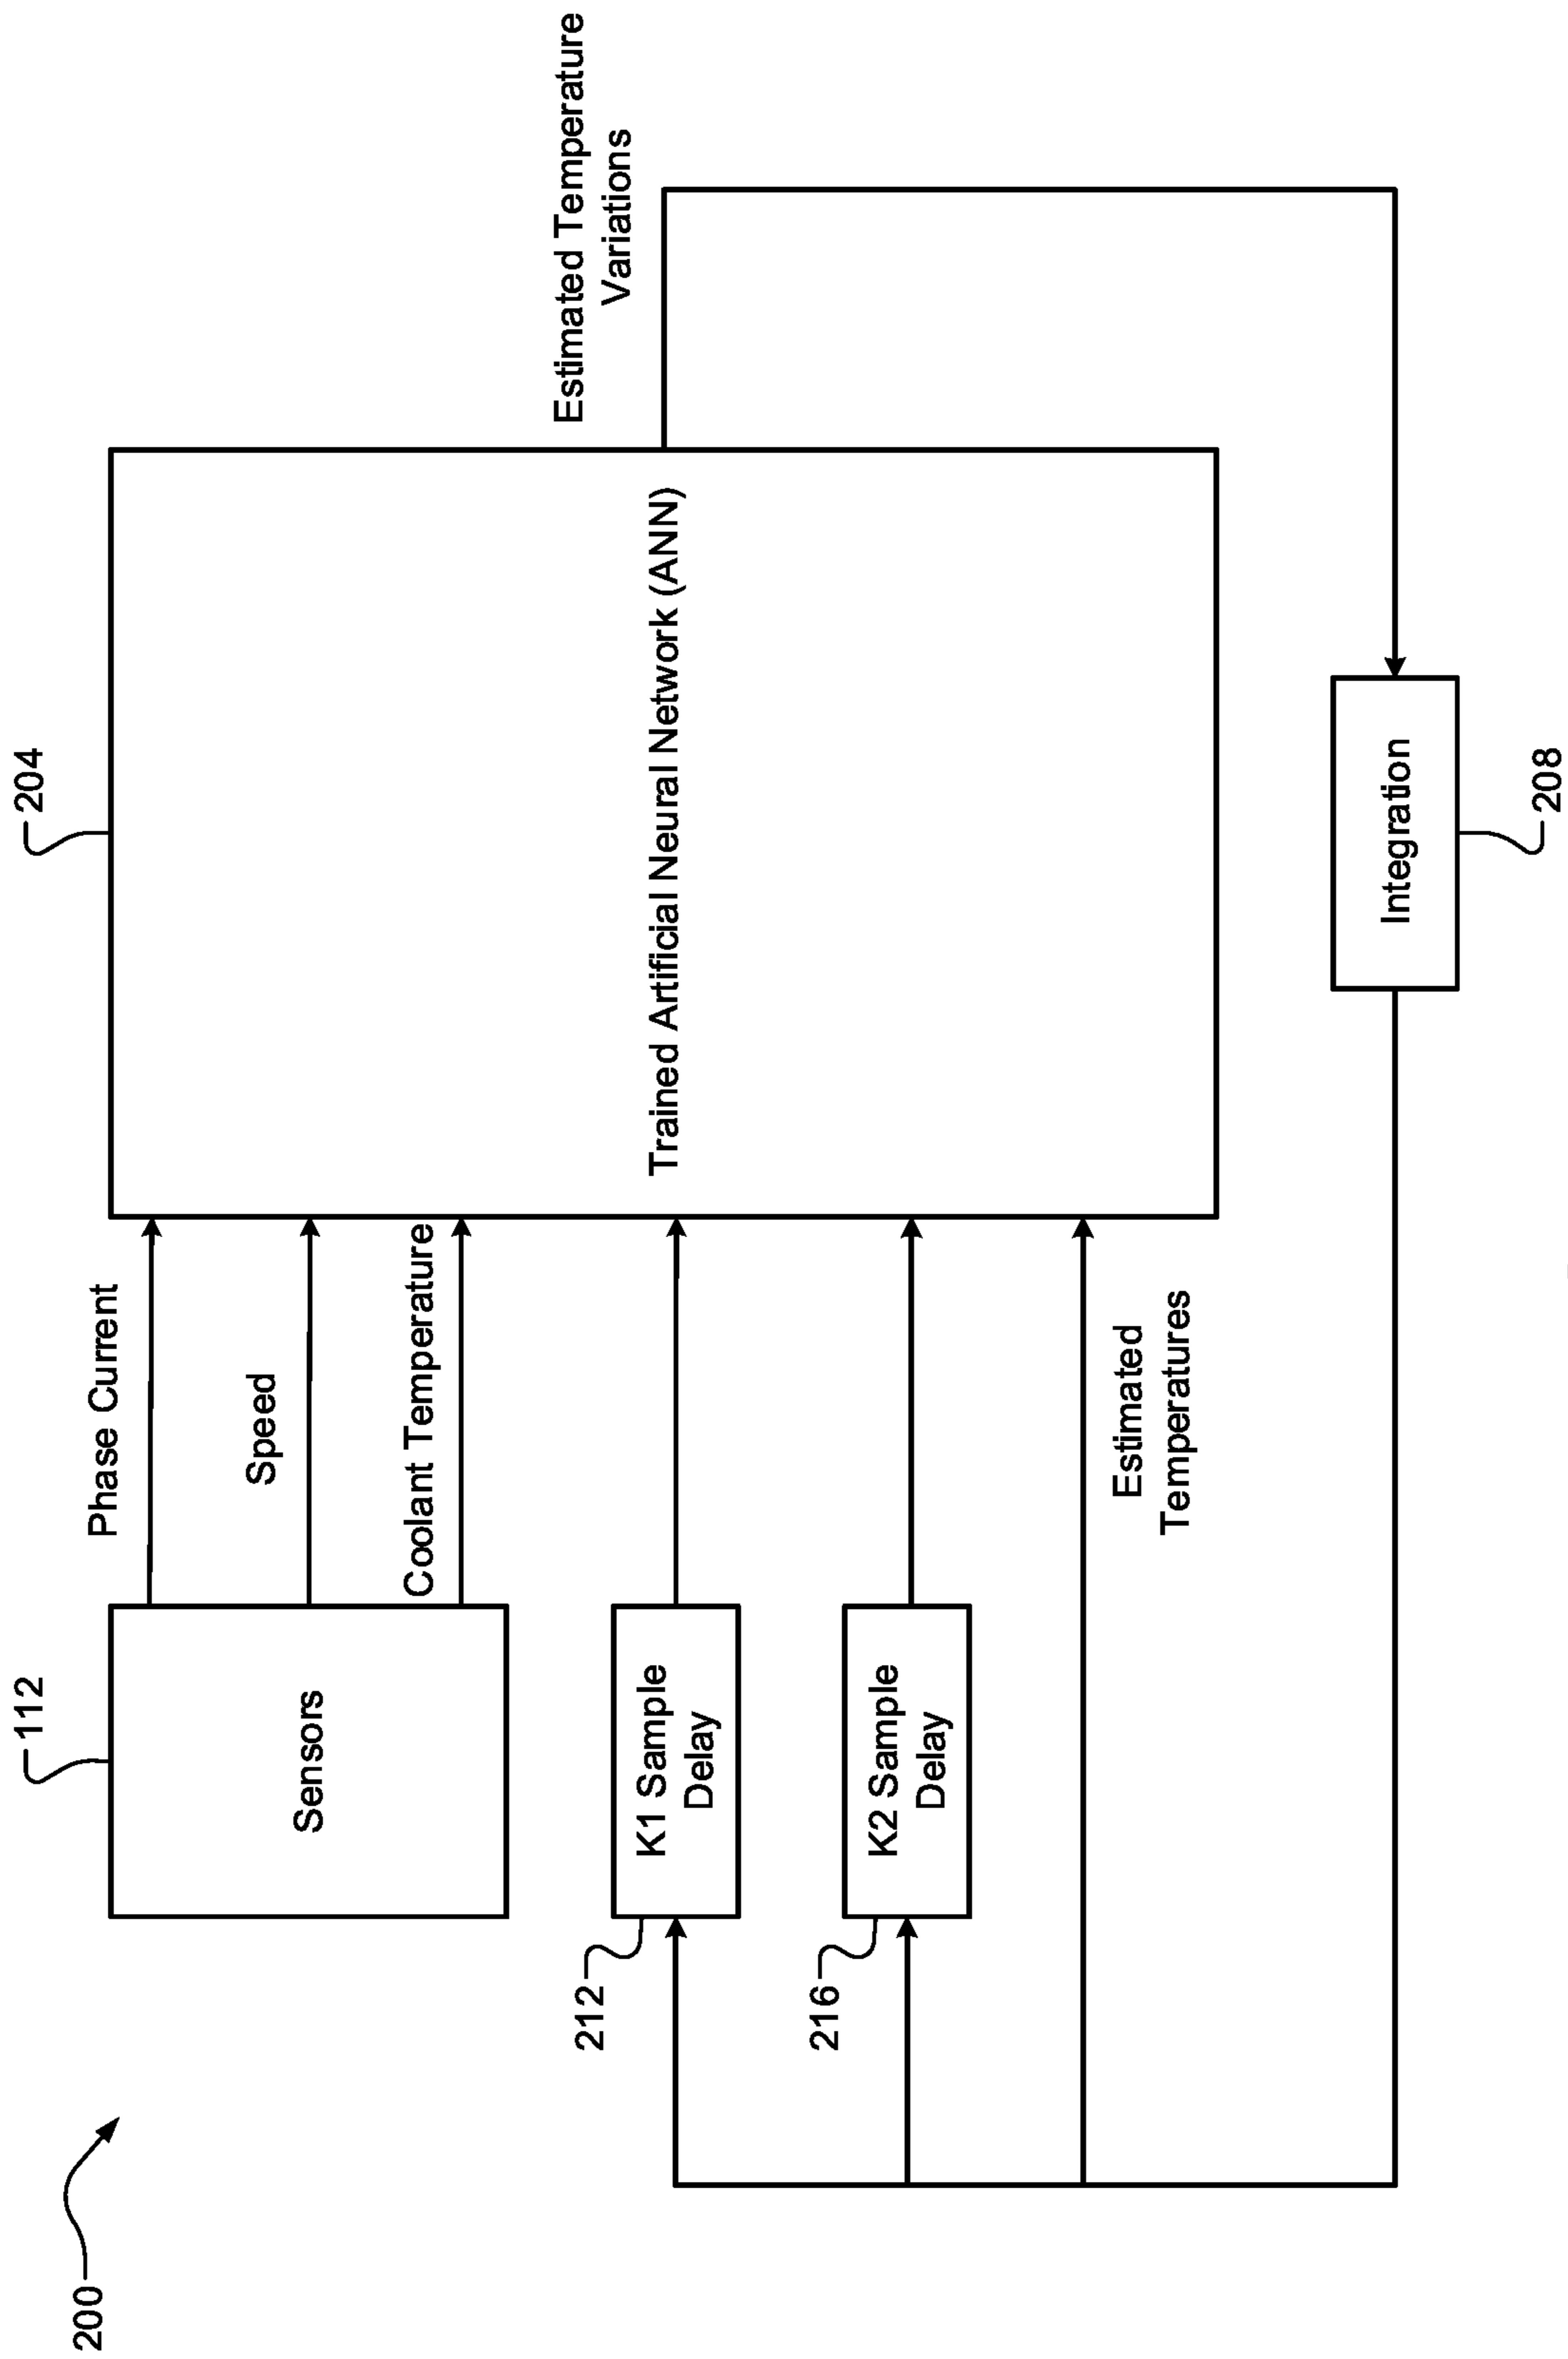 200
112
204
Sensors
Phase Current
Speed
Coolant Temperature
Trained Artificial Neural Network (ANN)
Estimated Temperature
Variations
212
K1 Sample
Delay
216
K2 Sample
Delay
Estimated
Temperatures
Integration
208